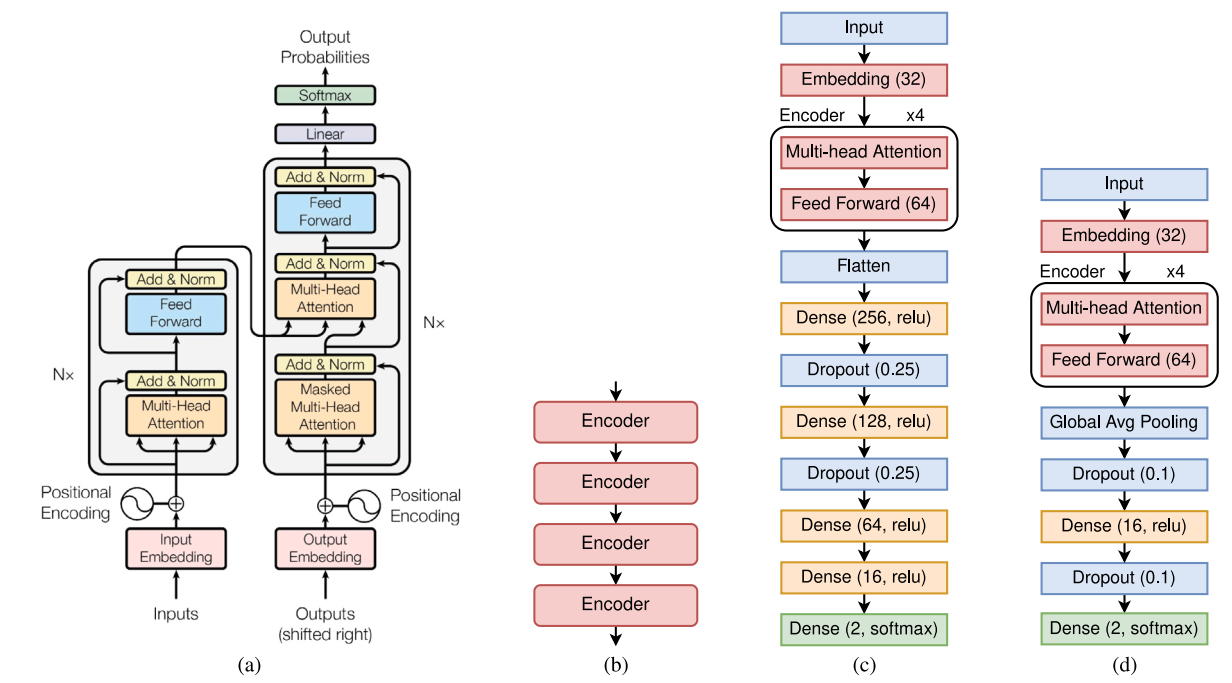 Output
Probabilities
Softmax
Linear
Add & Norm
Feed
Forward
Add & Norm
Multi-Head
Attention
Add & Norm
Masked
Multi-Head
Attention
N×
Positional
Encoding
Output
Embedding
Outputs
(shifted right)
Add & Norm
Feed
Forward
Add & Norm
Multi-Head
Attention
N×
Positional
Encoding
Input
Embedding
Inputs
(a)
Encoder
Encoder
Encoder
Encoder
(b)
Input
Embedding (32)
Encoder x4
Multi-head Attention
Feed Forward (64)
Flatten
Dense (256, relu)
Dropout (0.25)
Dense (128, relu)
Dropout (0.25)
Dense (64, relu)
Dense (16, relu)
Dense (2, softmax)
(c)
Input
Embedding (32)
Encoder x4
Multi-head Attention
Feed Forward (64)
Global Avg Pooling
Dropout (0.1)
Dense (16, relu)
Dropout (0.1)
Dense (2, softmax)
(d)